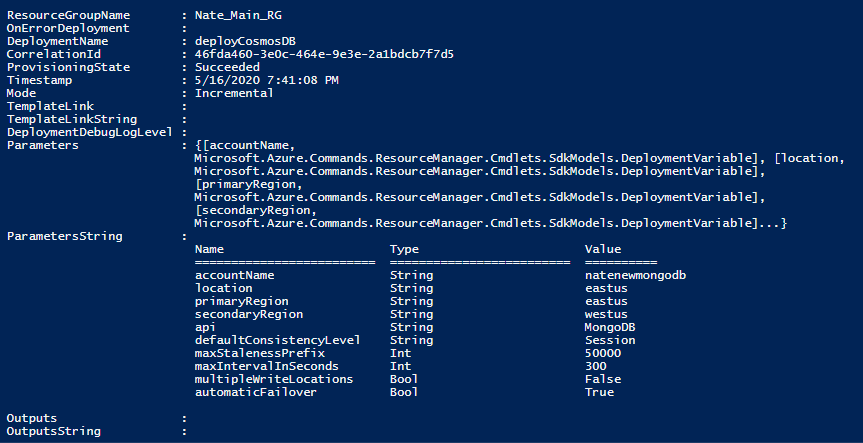 ResourceGroupName : Nate_Main_RG
OnErrorDeployment :
DeploymentName : deployCosmosDB
CorrelationId : 46fda460-3e0c-464e-9e3e-2a1bdcb7f7d5
ProvisioningState : Succeeded
Timestamp : 5/16/2020 7:41:08 PM
Mode : Incremental
TemplateLink :
TemplateLinkString :
DeploymentDebugLogLevel :
Parameters : {[accountName,
Microsoft.Azure.Commands.ResourceManager.Cmdlets.SdkModels.DeploymentVariable], [location,
Microsoft.Azure.Commands.ResourceManager.Cmdlets.SdkModels.DeploymentVariable],
[primaryRegion,
Microsoft.Azure.Commands.ResourceManager.Cmdlets.SdkModels.DeploymentVariable],
[secondaryRegion,
Microsoft.Azure.Commands.ResourceManager.Cmdlets.SdkModels.DeploymentVariable]...}
ParametersString :
Name Type Value
========================= ========================= ==========
accountName String natenewmongodb
location String eastus
primaryRegion String eastus
secondaryRegion String westus
api String MongoDB
defaultConsistencyLevel String Session
maxStalenessPrefix Int 50000
maxIntervalInSeconds Int 300
multipleWriteLocations Bool False
automaticFailover Bool True
Outputs :
OutputsString :